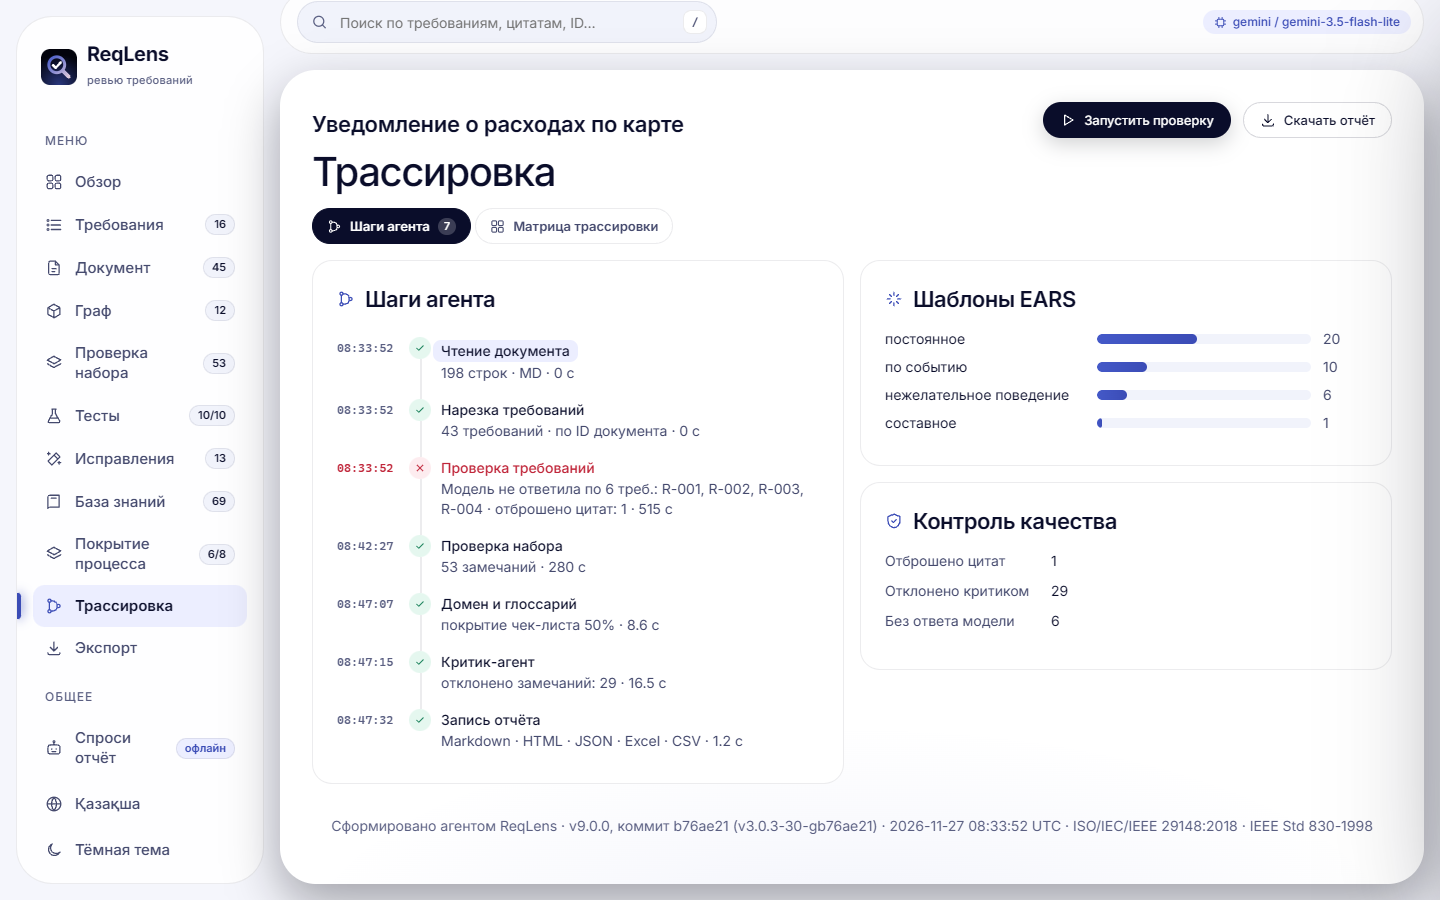 ReqLens
ревью требований
МЕНЮ
Обзор
Требования 16
Документ 45
Граф 12
Проверка
набора 53
Тесты 10/10
Исправления 13
База знаний 69
Покрытие
процесса 6/8
Трассировка
Экспорт
ОБЩЕЕ
Спроси
отчёт офлайн
Қазақша
Тёмная тема
Поиск по требованиям, цитатам, ID... /
gemini / gemini-3.5-flash-lite
Уведомление о расходах по карте
Запустить проверку
Скачать отчёт
Трассировка
Шаги агента 7
Матрица трассировки
Шаги агента
08:33:52 Чтение документа
198 строк · MD · 0 с
08:33:52 Нарезка требований
43 требований · по ID документа · 0 с
08:33:52 Проверка требований
Модель не ответила по 6 треб.: R-001, R-002, R-003,
R-004 · отброшено цитат: 1 · 515 с
08:42:27 Проверка набора
53 замечаний · 280 с
08:47:07 Домен и глоссарий
покрытие чек-листа 50% · 8.6 с
08:47:15 Критик-агент
отклонено замечаний: 29 · 16.5 с
08:47:32 Запись отчёта
Markdown · HTML · JSON · Excel · CSV · 1.2 с
Шаблоны EARS
постоянное 20
по событию 10
нежелательное поведение 6
составное 1
Контроль качества
Отброшено цитат 1
Отклонено критиком 29
Без ответа модели 6
Сформировано агентом ReqLens · v9.0.0, коммит b76ae21 (v3.0.3-30-gb76ae21) · 2026-11-27 08:33:52 UTC · ISO/IEC/IEEE 29148:2018 · IEEE Std 830-1998